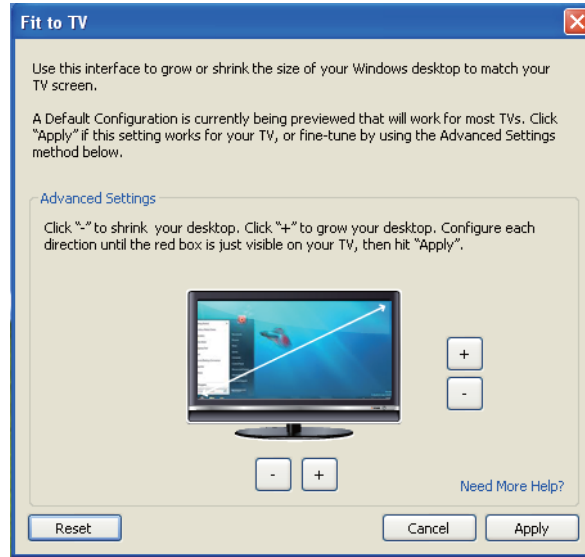 Fit to TV
Use this interface to grow or shrink the size of your Windows desktop to match your
TV screen.
A Default Configuration is currently being previewed that will work for most TVs. Click
“Apply” if this setting works for your TV, or fine-tune by using the Advanced Settings
method below.
Advanced Settings
Click “-” to shrink your desktop. Click “+” to grow your desktop. Configure each
direction until the red box is just visible on your TV, then hit “Apply”.
+
-
- +
Need More Help?
Reset Cancel Apply